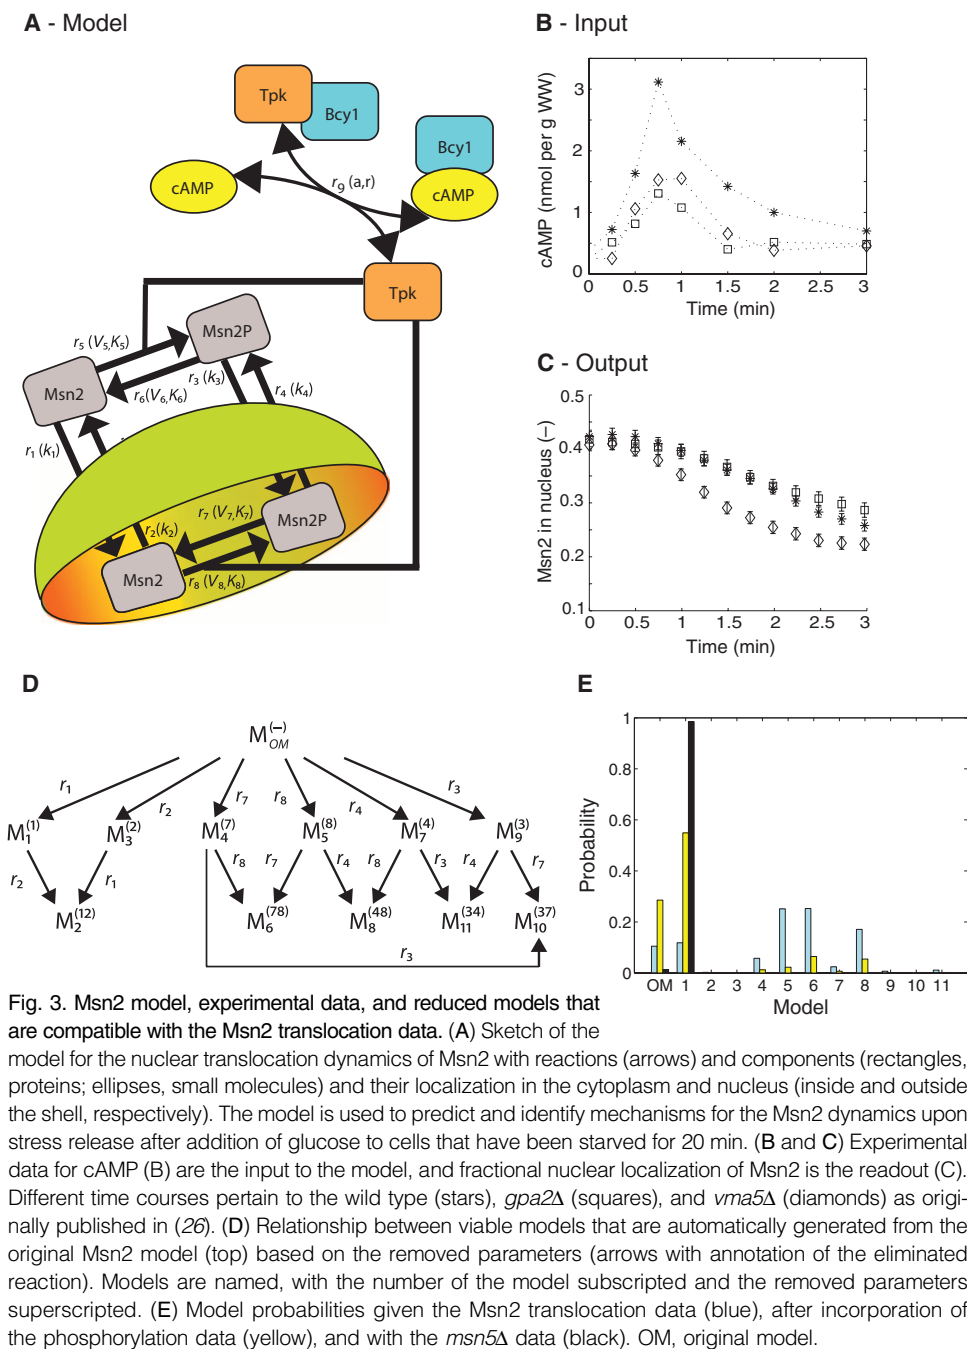 A - Model
Tpk
Bcy1
Bcy1
cAMP
cAMP
r9 (a,r)
Tpk
Msn2P
r5 (V5,K5)
Msn2
r3 (k3)
r6(V6,K6)
r4 (k4)
r1 (k1)
r7 (V7,K7)
Msn2P
r2(k2)
Msn2
r8 (V8,K8)
B - Input
cAMP (nmol per g WW)
3
2
1
0
0 0.5 1 1.5 2 2.5 3
Time (min)
C - Output
Msn2 in nucleus (–)
0.5
0.4
0.3
0.2
0.1
0 0.5 1 1.5 2 2.5 3
Time (min)
D
M(–)OM
r1 r2 r7 r8 r4 r3
M1(1) M3(2) M4(7) M5(8) M7(4) M9(3)
r2 r1 r8 r7 r4 r8 r3 r4 r7
M2(12) M6(78) M8(48) M11(34) M10(37)
r3
E
Probability
1
0.8
0.6
0.4
0.2
0
OM 1 2 3 4 5 6 7 8 9 10 11
Model
Fig. 3. Msn2 model, experimental data, and reduced models that
are compatible with the Msn2 translocation data. (A) Sketch of the
model for the nuclear translocation dynamics of Msn2 with reactions (arrows) and components (rectangles,
proteins; ellipses, small molecules) and their localization in the cytoplasm and nucleus (inside and outside
the shell, respectively). The model is used to predict and identify mechanisms for the Msn2 dynamics upon
stress release after addition of glucose to cells that have been starved for 20 min. (B and C) Experimental
data for cAMP (B) are the input to the model, and fractional nuclear localization of Msn2 is the readout (C).
Different time courses pertain to the wild type (stars), gpa2Δ (squares), and vma5Δ (diamonds) as origi-
nally published in (26). (D) Relationship between viable models that are automatically generated from the
original Msn2 model (top) based on the removed parameters (arrows with annotation of the eliminated
reaction). Models are named, with the number of the model subscripted and the removed parameters
superscripted. (E) Model probabilities given the Msn2 translocation data (blue), after incorporation of
the phosphorylation data (yellow), and with the msn5Δ data (black). OM, original model.